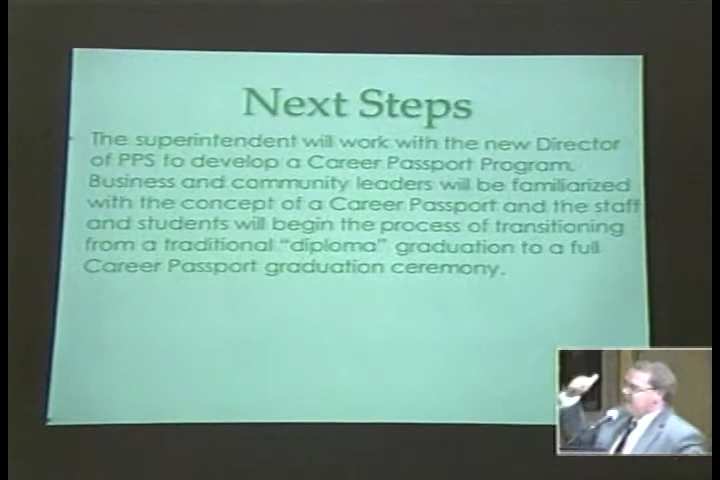 Next Steps
The superintendent will work with the new Director
of PPS to develop a Career Passport Program.
Business and community leaders will be familiarized
with the concept of a Career Passport and the staff
and students will begin the process of transitioning
from a traditional "diploma" graduation to a full
Career Passport graduation ceremony.